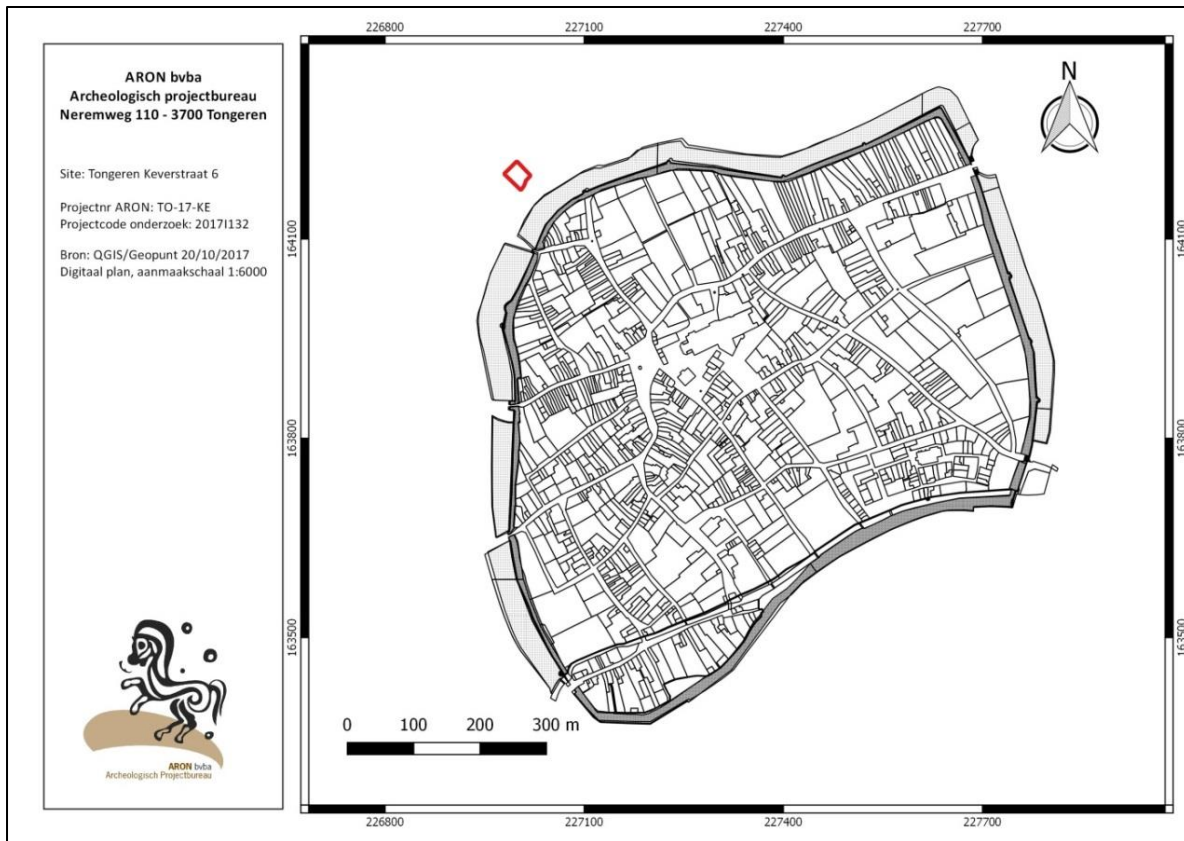 ARON bvba
Archeologisch projectbureau
Neremweg 110 - 3700 Tongeren
Site: Tongeren Keverstraat 6
Projectnr ARON: TO-17-KE
Projectcode onderzoek: 2017I132
Bron: QGIS/Geopunt 20/10/2017
Digitaal plan, aanmaakschaal 1:6000
ARON bvba
Archeologisch Projectbureau
226800 227100 227400 227700
N
164100 164100
163800 163800
163500 163500
0 100 200 300 m
226800 227100 227400 227700